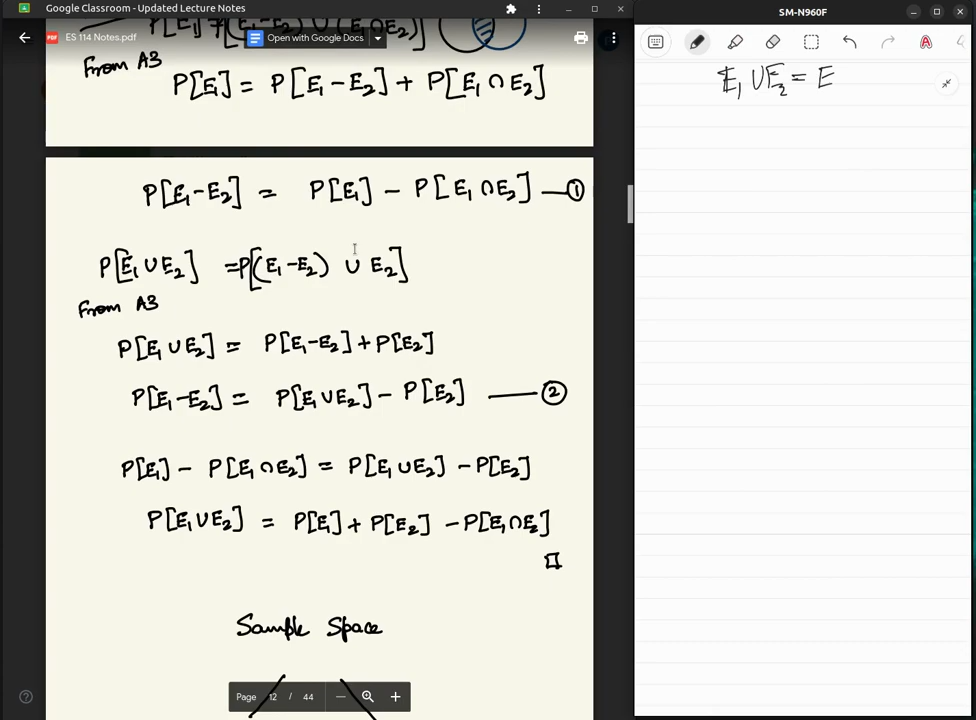 Google Classroom - Updated Lecture Notes
SM-N960F
PDF ES 114 Notes.pdf
Open with Google Docs
From A3
P[E₁] = P[E₁ - E₂] + P[E₁ ∩ E₂]
P[E₁ - E₂] = P[E₁] - P[E₁ ∩ E₂] — ①
P[E₁ ∪ E₂] = P[(E₁ - E₂) ∪ E₂]
From A3
P[E₁ ∪ E₂] = P[E₁ - E₂] + P[E₂]
P[E₁ - E₂] = P[E₁ ∪ E₂] - P[E₂] — ②
P[E₁] - P[E₁ ∩ E₂] = P[E₁ ∪ E₂] - P[E₂]
P[E₁ ∪ E₂] = P[E₁] + P[E₂] - P[E₁ ∩ E₂]
Sample Space
Page 12 / 44
E₁ ∪ E₂ = E